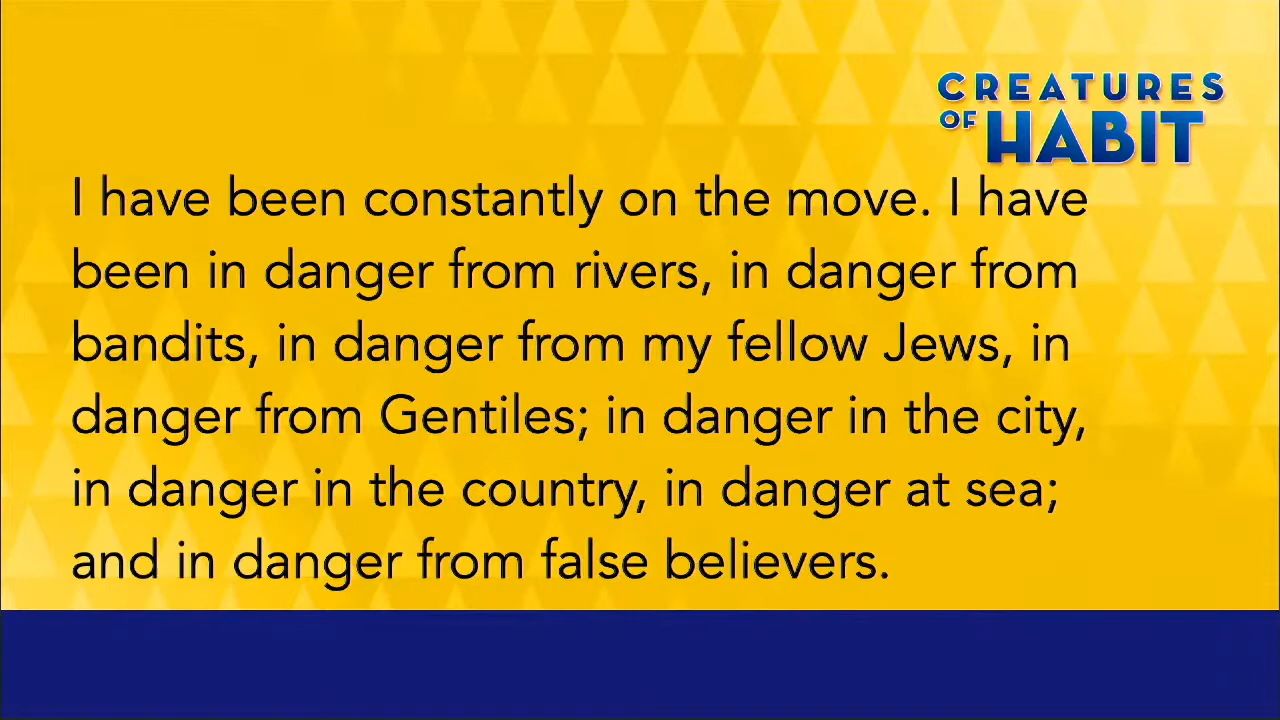 CREATURES
OF HABIT
I have been constantly on the move. I have
been in danger from rivers, in danger from
bandits, in danger from my fellow Jews, in
danger from Gentiles; in danger in the city,
in danger in the country, in danger at sea;
and in danger from false believers.